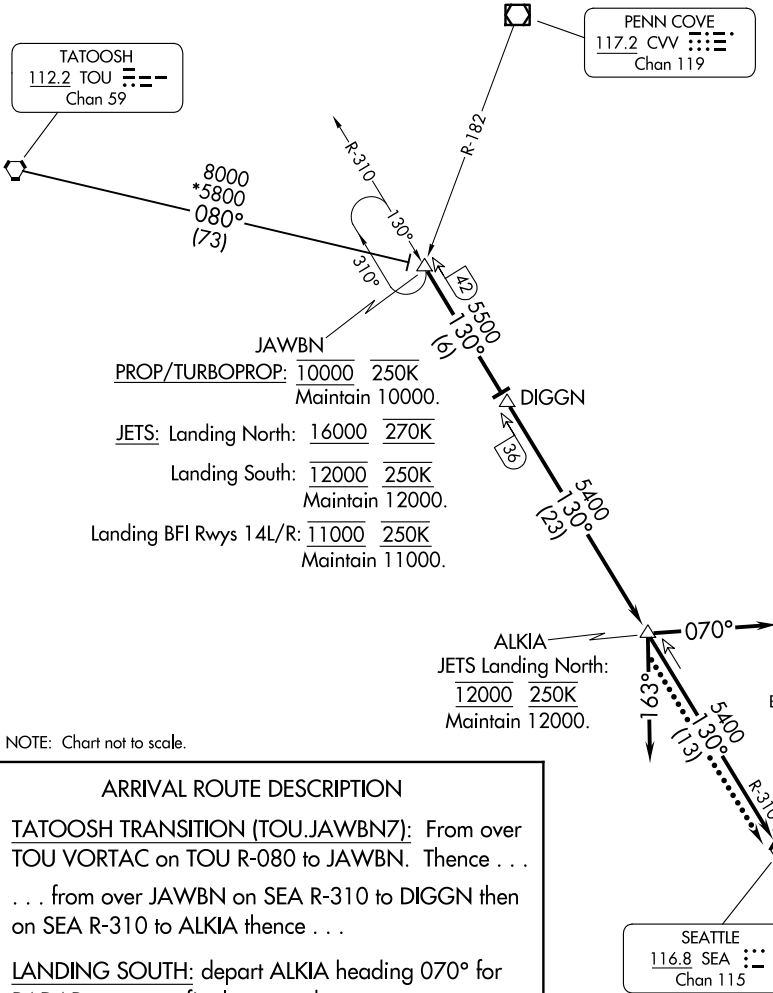 PENN COVE
117.2 CVV
Chan 119
TATOOSH
112.2 TOU
Chan 59
R-182
R-310
8000
*5800
080°
(73)
130°
310°
42
5500
130°
(6)
JAWBN
PROP/TURBOPROP: 10000 250K
Maintain 10000.
DIGGN
JETS: Landing North: 16000 270K
36
Landing South: 12000 250K
Maintain 12000.
5400
130°
(23)
Landing BFI Rwys 14L/R: 11000 250K
Maintain 11000.
ALKIA
070°
JETS Landing North:
12000 250K
Maintain 12000.
163°
5400
130°
(13)
R-310
NOTE: Chart not to scale.
ARRIVAL ROUTE DESCRIPTION
TATOOSH TRANSITION (TOU.JAWBN7): From over
TOU VORTAC on TOU R-080 to JAWBN. Thence . . .
. . . from over JAWBN on SEA R-310 to DIGGN then
on SEA R-310 to ALKIA thence . . .
LANDING SOUTH: depart ALKIA heading 070° for
SEATTLE
116.8 SEA
Chan 115